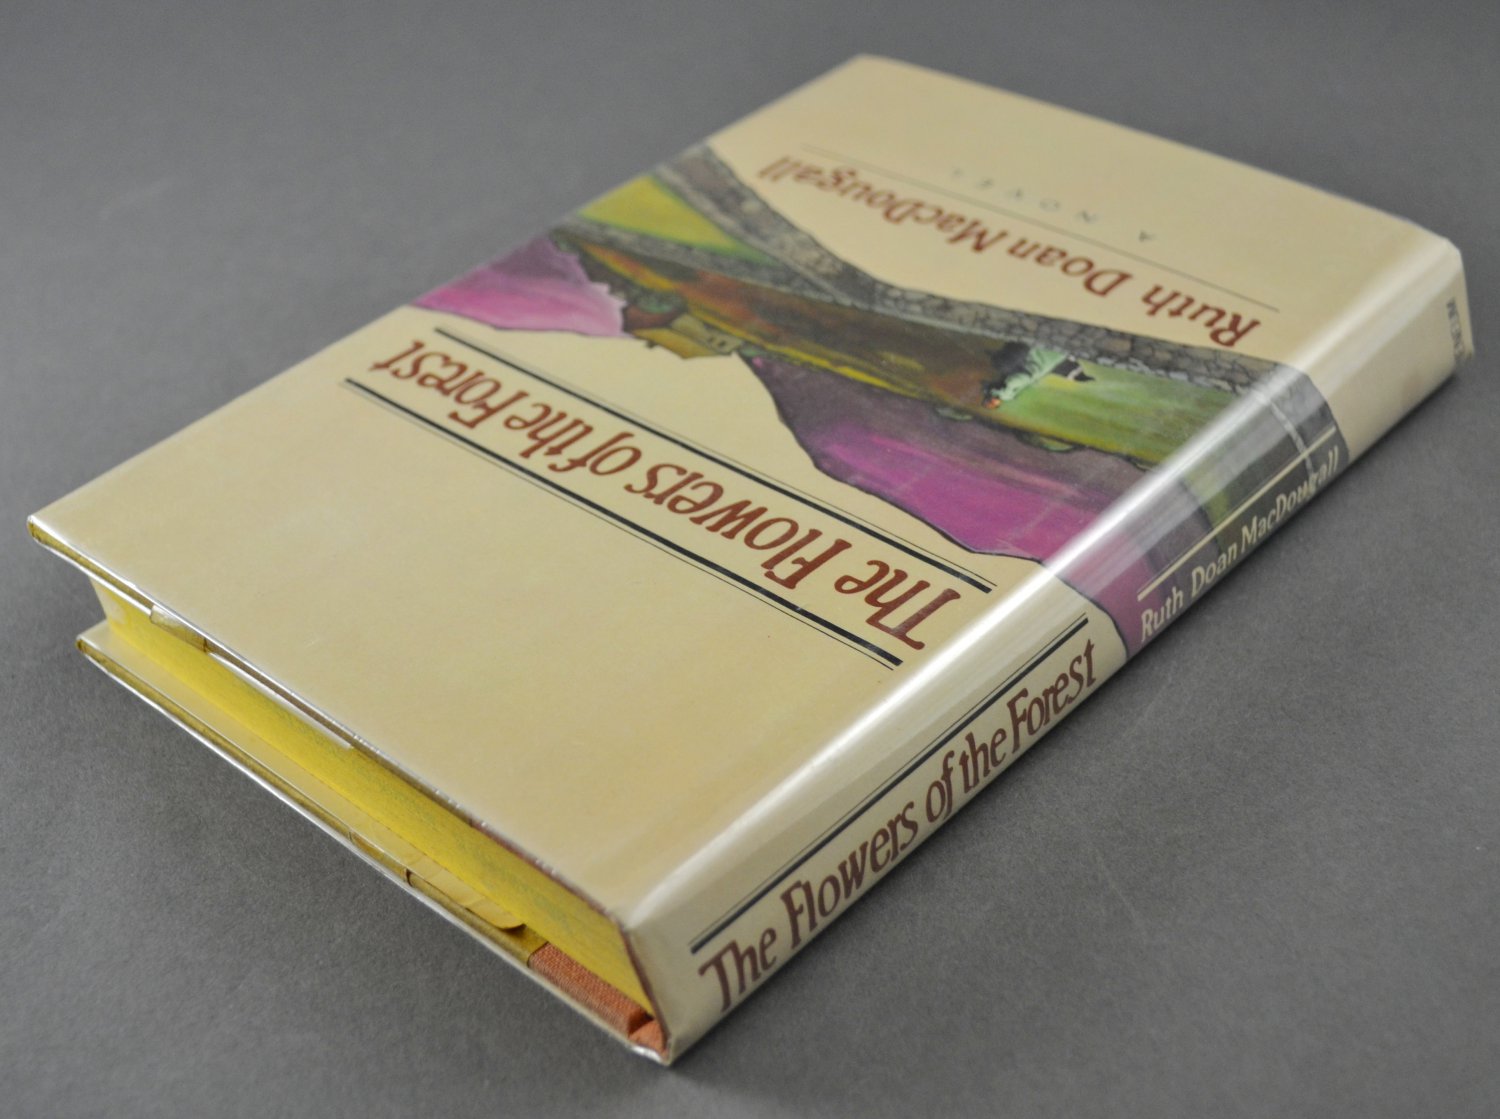 The Flowers of the Forest
Ruth Doan MacDougall
A NOVEL
The Flowers of the Forest
Ruth Doan MacDougall